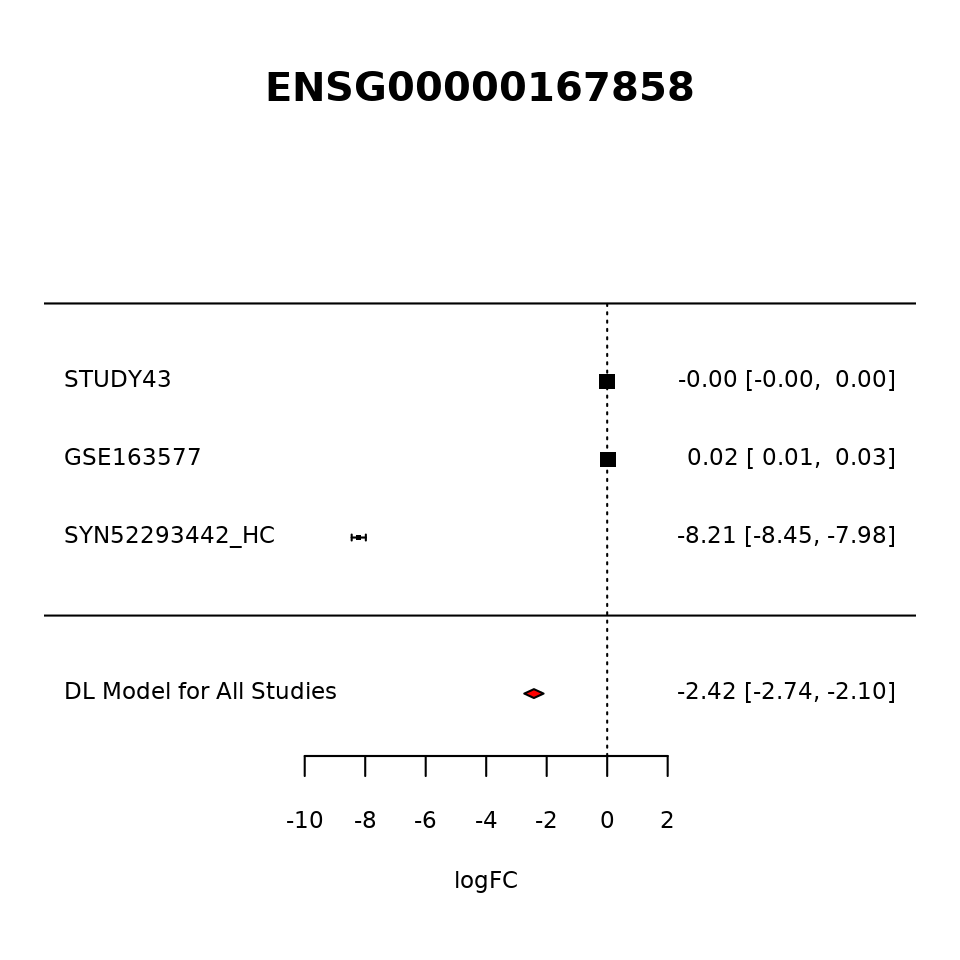 ENSG00000167858
STUDY43 -0.00 [-0.00, 0.00]
GSE163577 0.02 [ 0.01, 0.03]
SYN52293442_HC -8.21 [-8.45, -7.98]
DL Model for All Studies -2.42 [-2.74, -2.10]
-10 -8 -6 -4 -2 0 2
logFC